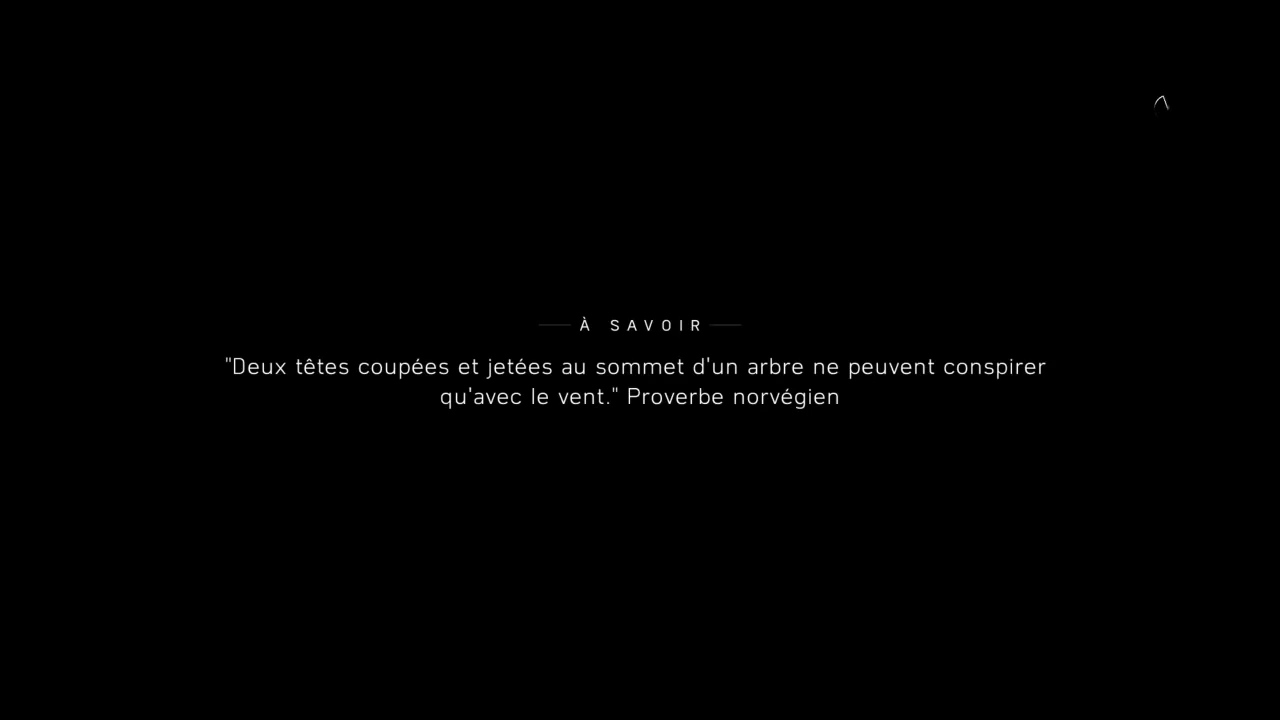 À SAVOIR
"Deux têtes coupées et jetées au sommet d'un arbre ne peuvent conspirer
qu'avec le vent." Proverbe norvégien